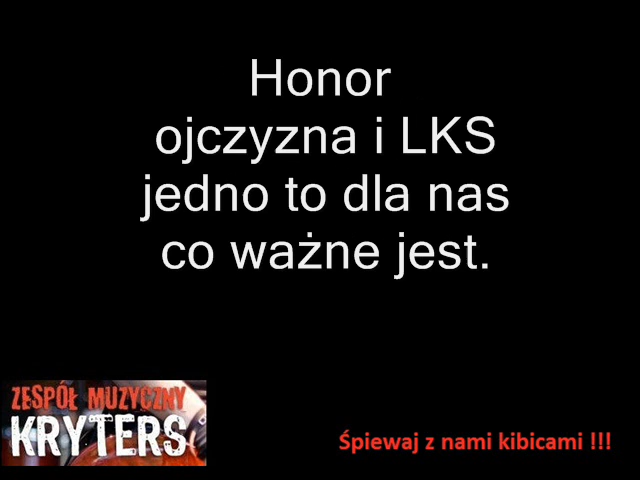 Honor
ojczyzna i LKS
jedno to dla nas
co ważne jest.
ZESPÓŁ MUZYCZNY
KRYTERS
Śpiewaj z nami kibicami !!!